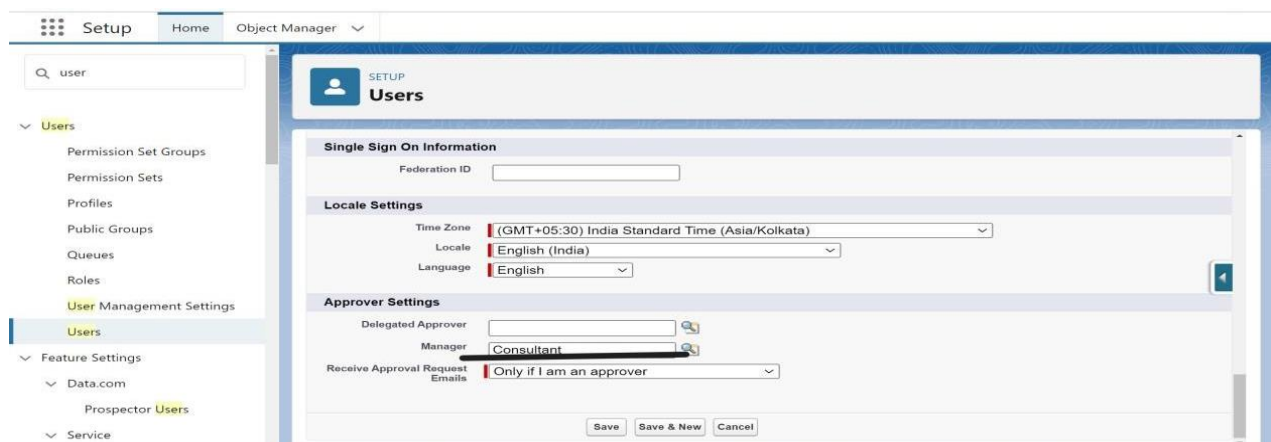 Setup Home Object Manager
user
SETUP
Users
Users
Permission Set Groups
Permission Sets
Profiles
Public Groups
Queues
Roles
User Management Settings
Users
Feature Settings
Data.com
Prospector Users
Service
Single Sign On Information
Federation ID
Locale Settings
Time Zone (GMT+05:30) India Standard Time (Asia/Kolkata)
Locale English (India)
Language English
Approver Settings
Delegated Approver
Manager Consultant
Receive Approval Request
Emails Only if I am an approver
Save Save & New Cancel